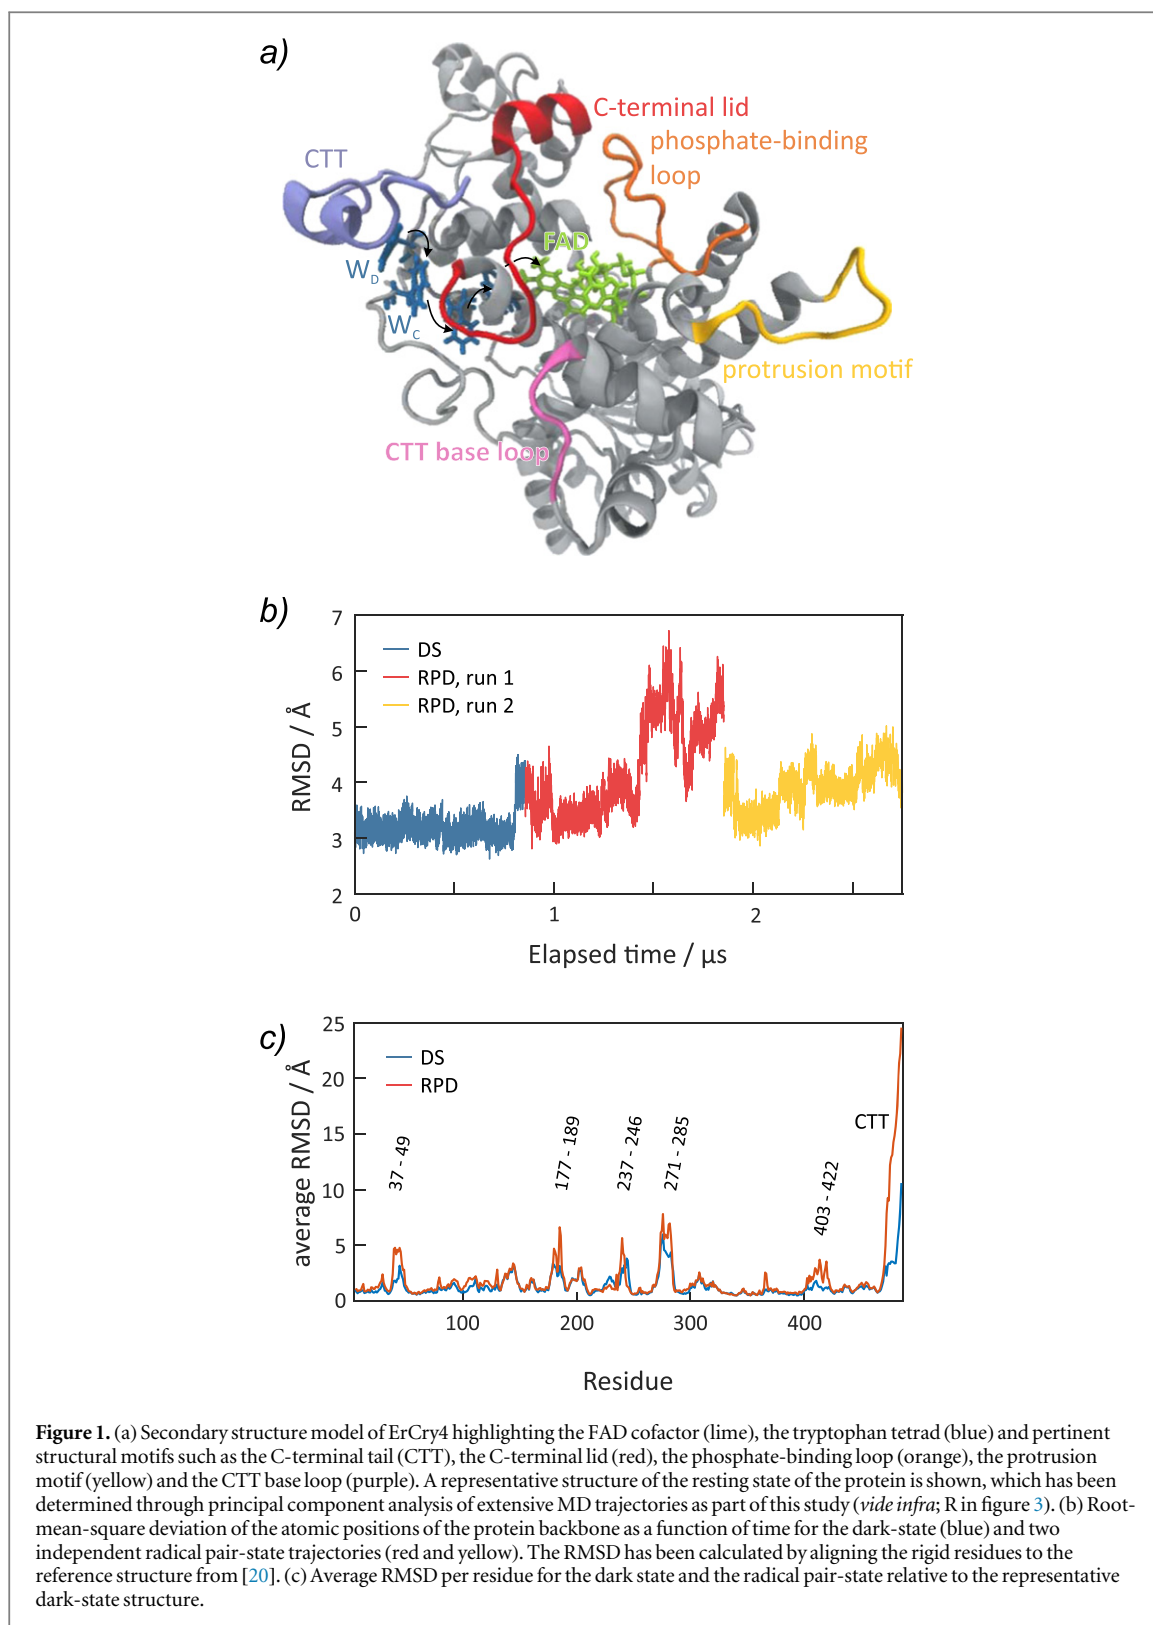 a)
C-terminal lid
phosphate-binding
loop
CTT
FAD
W_D
W_C
protrusion motif
CTT base loop
b)
7
6
5
4
3
2
RMSD / Å
DS
RPD, run 1
RPD, run 2
0
1
2
Elapsed time / µs
c)
25
20
15
10
5
0
average RMSD / Å
DS
RPD
37 - 49
177 - 189
237 - 246
271 - 285
403 - 422
CTT
100
200
300
400
Residue
Figure 1. (a) Secondary structure model of ErCry4 highlighting the FAD cofactor (lime), the tryptophan tetrad (blue) and pertinent
structural motifs such as the C-terminal tail (CTT), the C-terminal lid (red), the phosphate-binding loop (orange), the protrusion
motif (yellow) and the CTT base loop (purple). A representative structure of the resting state of the protein is shown, which has been
determined through principal component analysis of extensive MD trajectories as part of this study (vide infra; R in figure 3). (b) Root-
mean-square deviation of the atomic positions of the protein backbone as a function of time for the dark-state (blue) and two
independent radical pair-state trajectories (red and yellow). The RMSD has been calculated by aligning the rigid residues to the
reference structure from [20]. (c) Average RMSD per residue for the dark state and the radical pair-state relative to the representative
dark-state structure.